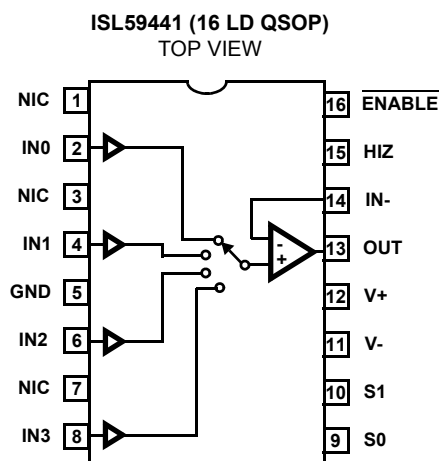 ISL59441 (16 LD QSOP)
TOP VIEW
NIC 1
IN0 2
NIC 3
IN1 4
GND 5
IN2 6
NIC 7
IN3 8
16 ENABLE
15 HIZ
14 IN-
13 OUT
12 V+
11 V-
10 S1
9 S0
-
+